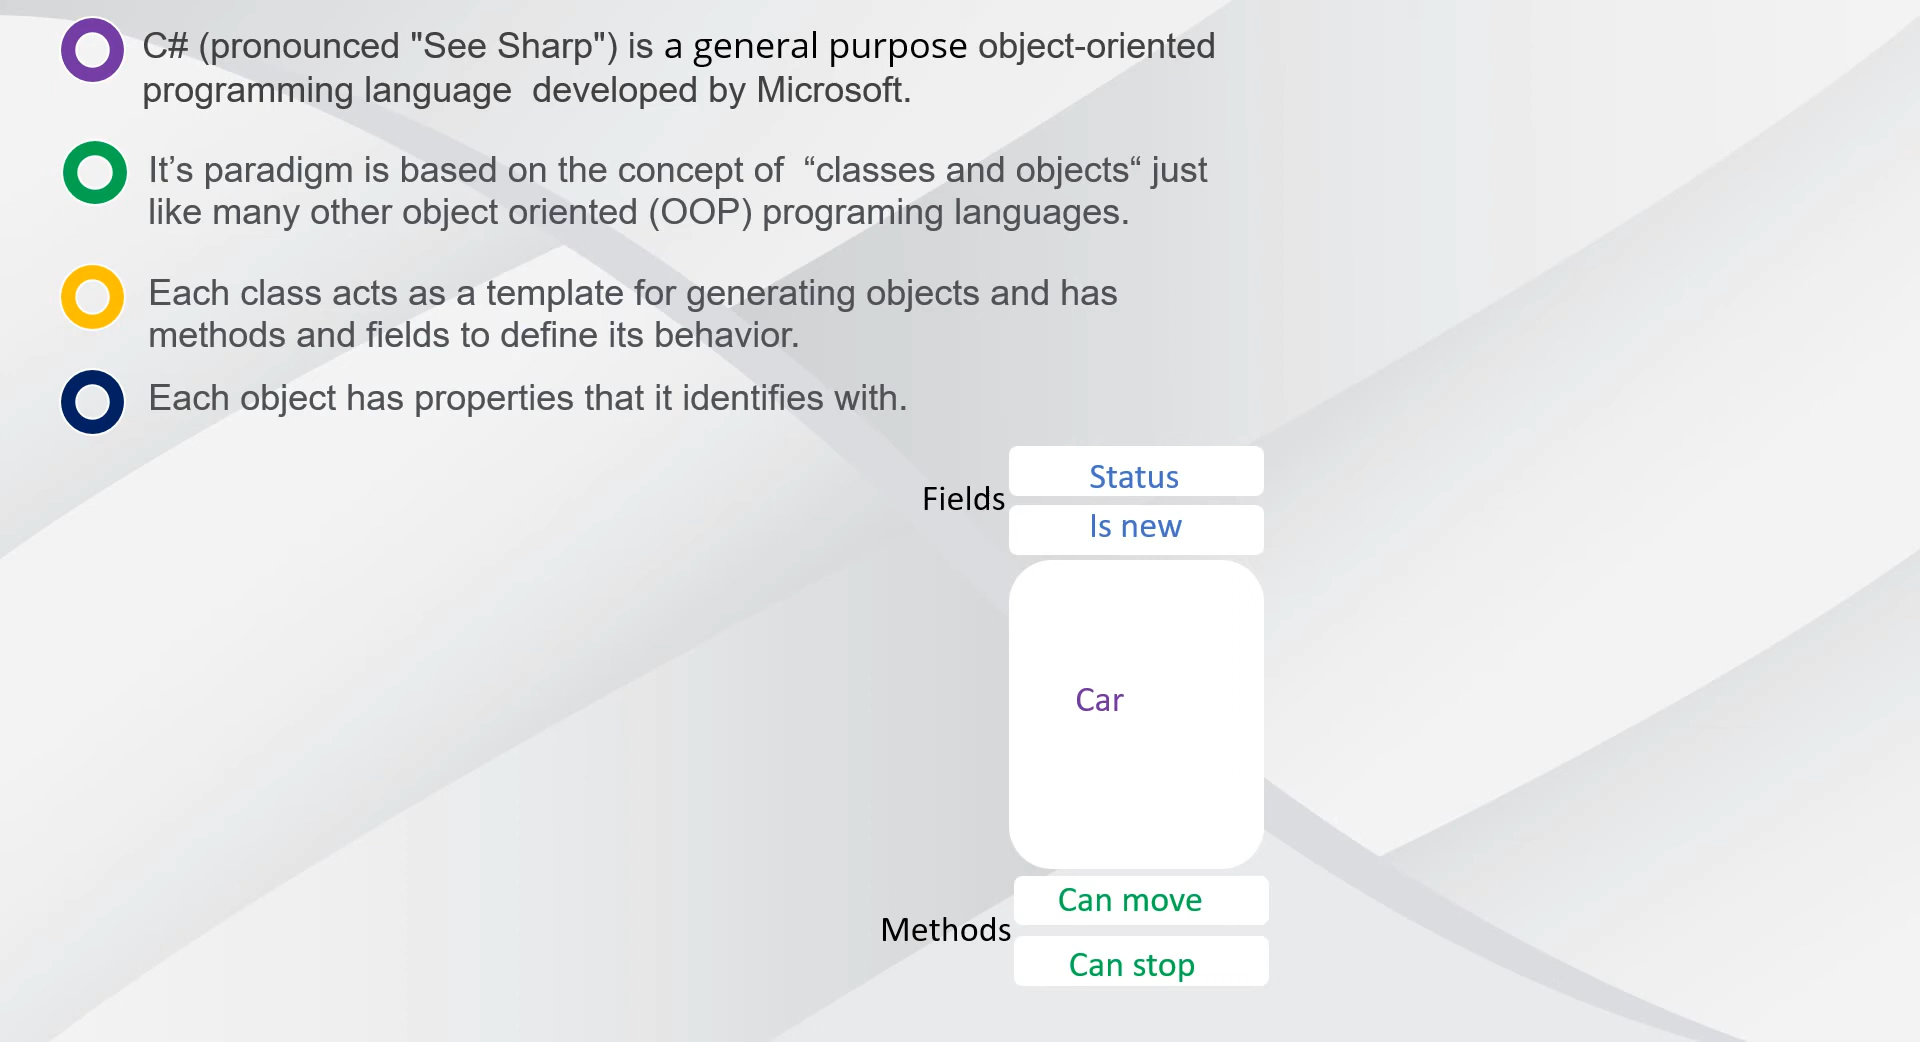 C# (pronounced "See Sharp") is a general purpose object-oriented
programming language  developed by Microsoft.
It’s paradigm is based on the concept of  “classes and objects“ just
like many other object oriented (OOP) programing languages.
Each class acts as a template for generating objects and has
methods and fields to define its behavior.
Each object has properties that it identifies with.
Status
Fields
Is new
Car
Can move
Methods
Can stop